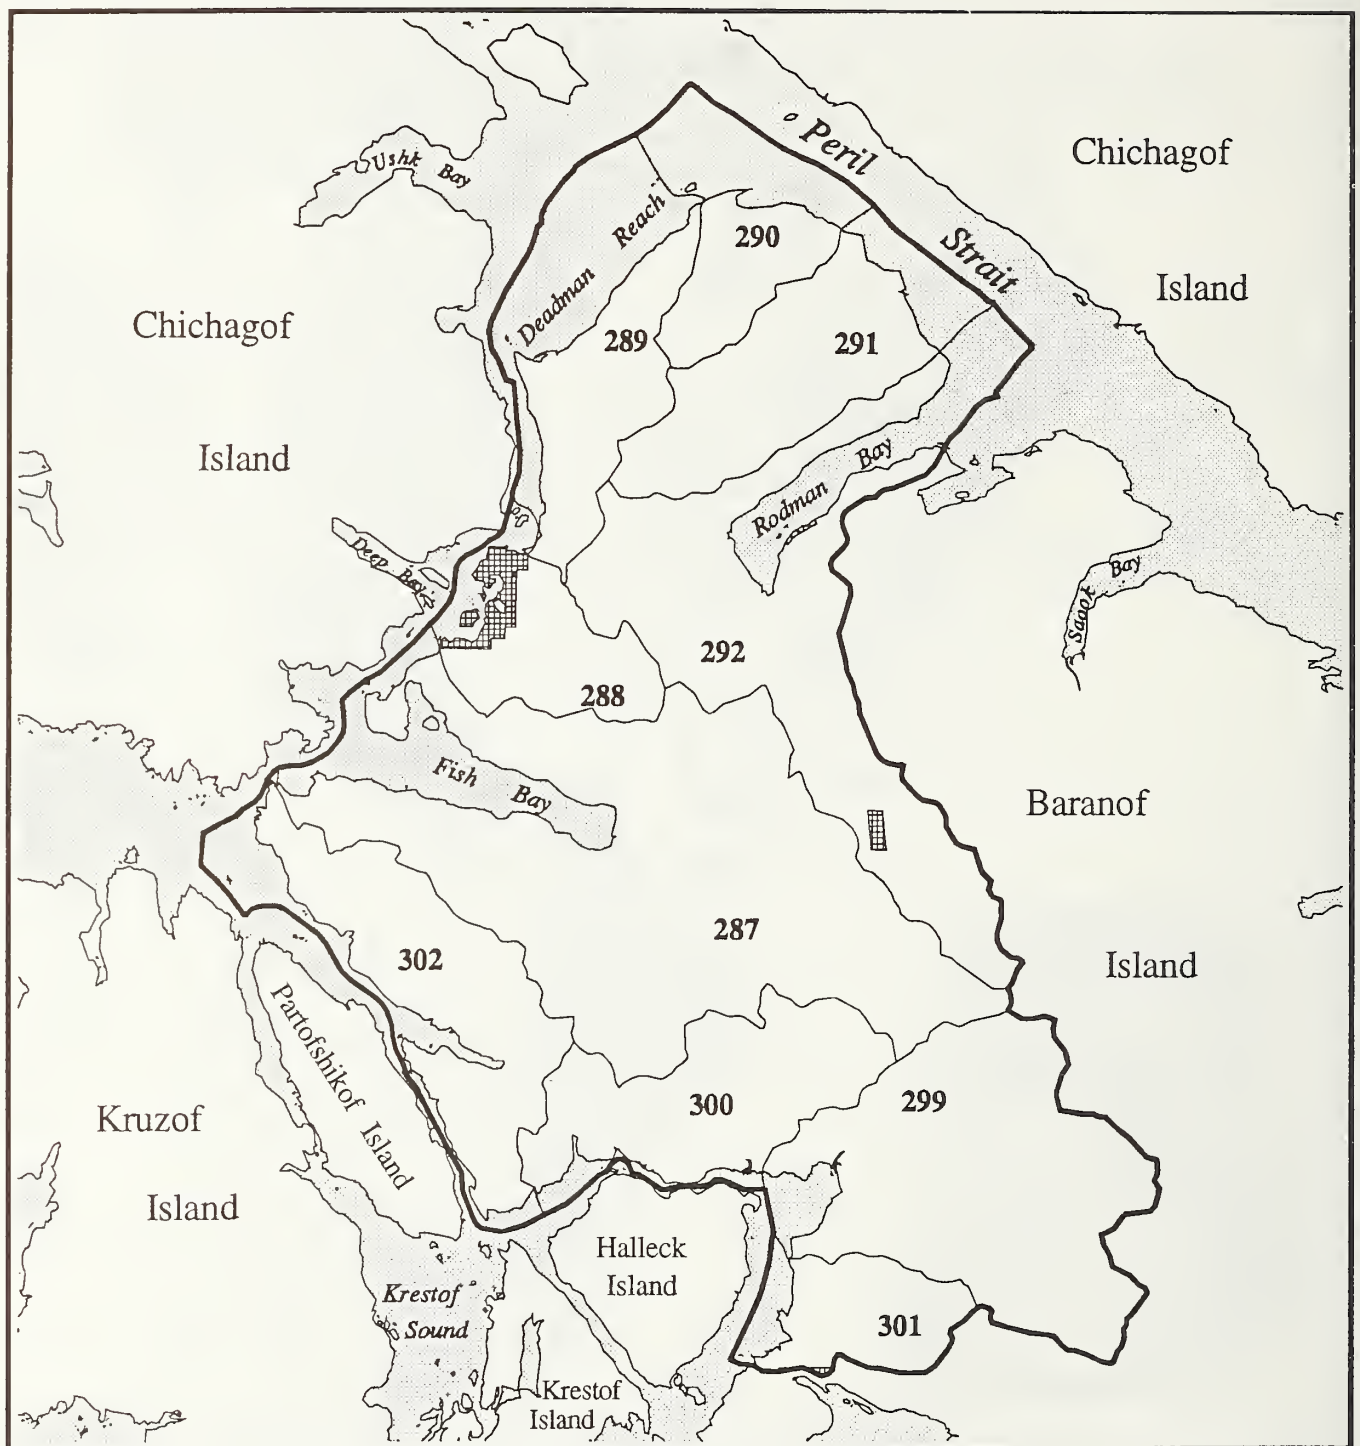 Peril
Strait
Chichagof
Island
Ushk Bay
Deadman Reach
290
289
291
Chichagof
Island
Rodman Bay
Deep Bay
Saook Bay
292
288
Fish Bay
Baranof
Island
287
302
Partofshikof Island
300
299
Kruzof
Island
Halleck
Island
Krestof
Sound
301
Krestof
Island